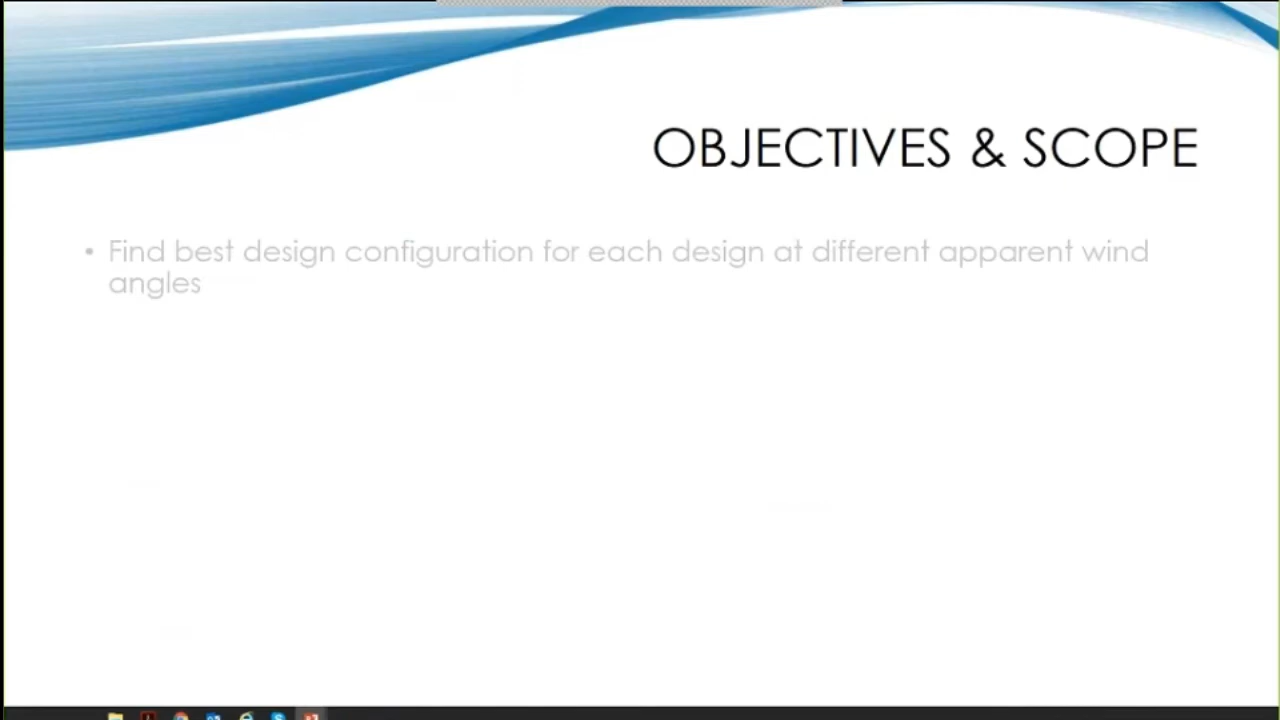 OBJECTIVES & SCOPE
• Find best design configuration for each design at different apparent wind
angles